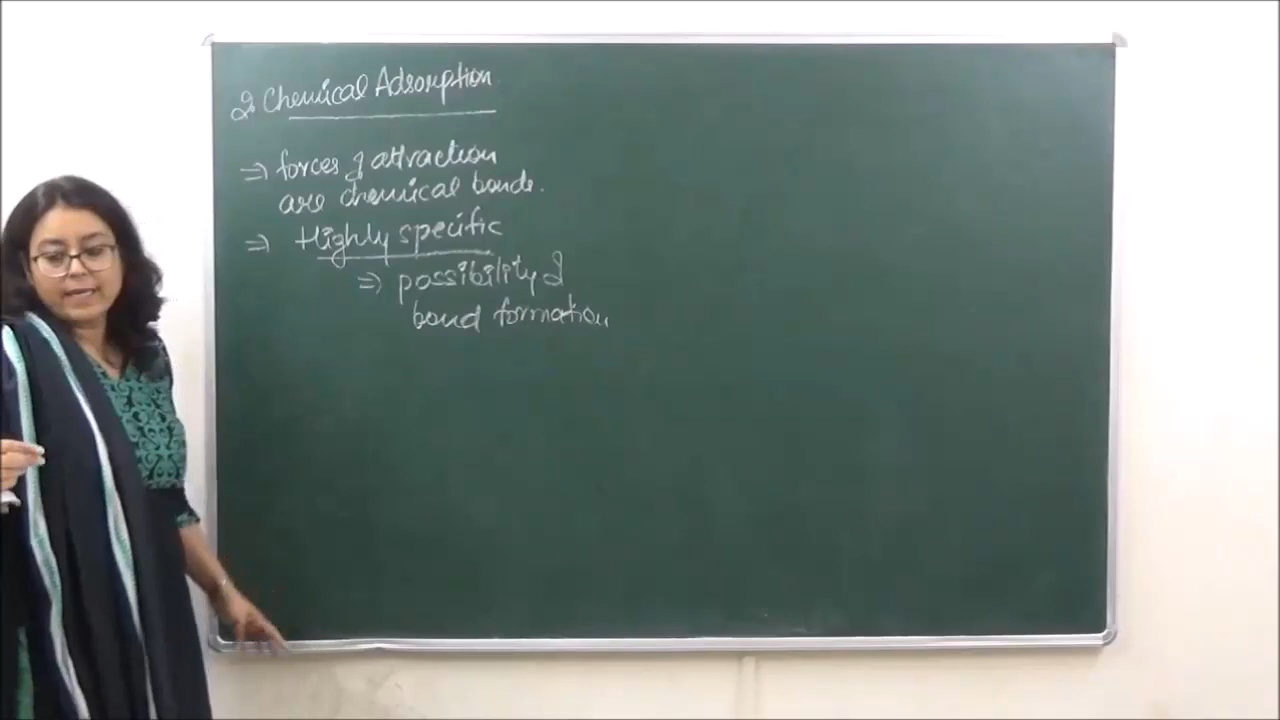 2. Chemical Adsorption
⇒ forces of attraction
are chemical bonds.
⇒ Highly specific
⇒ possibility of
bond formation